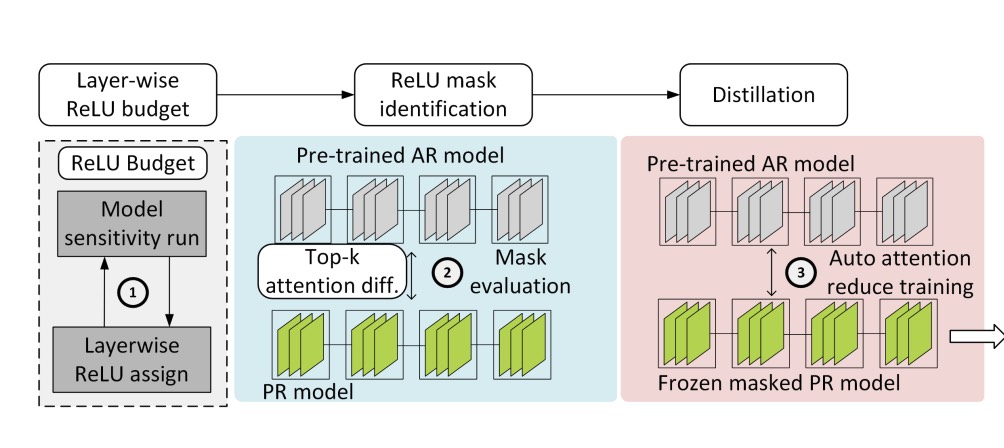 Layer-wise
ReLU budget
ReLU mask
identification
Distillation
ReLU Budget
Model
sensitivity run
1
Layerwise
ReLU assign
Pre-trained AR model
Top-k
attention diff.
2
Mask
evaluation
PR model
Pre-trained AR model
3
Auto attention
reduce training
Frozen masked PR model